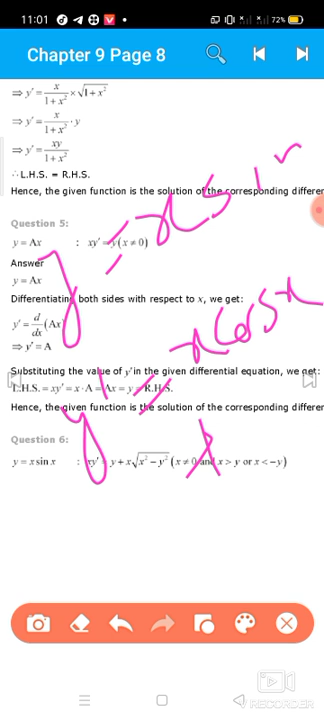 11:01 72%
Chapter 9 Page 8
⇒ y' = x/(1+x²) × √(1+x²)
⇒ y' = x/(1+x²) · y
⇒ y' = xy/(1+x²)
∴ L.H.S. = R.H.S.
Hence, the given function is the solution of the corresponding differen
Question 5:
y = Ax : xy' = y(x ≠ 0)
Answer
y = Ax
Differentiating both sides with respect to x, we get:
y' = d/dx (Ax)
⇒ y' = A
Substituting the value of y' in the given differential equation, we get:
L.H.S. = xy' = x · A = Ax = y = R.H.S.
Hence, the given function is the solution of the corresponding differen
Question 6:
y = x sin x : xy' = y + x√(x² − y²) (x ≠ 0 and x > y or x < −y)
y = x sin
y' = x cos x
RECORDER